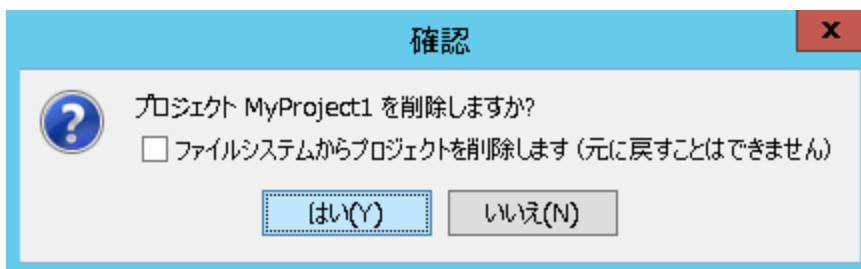 確認
x
?
プロジェクト MyProject1 を削除しますか?
ファイルシステムからプロジェクトを削除します (元に戻すことはできません)
はい(Y)
いいえ(N)